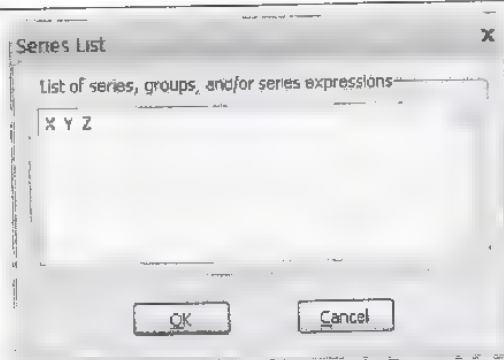 Series List
X
List of series, groups, and/or series expressions
X Y Z
OK
Cancel